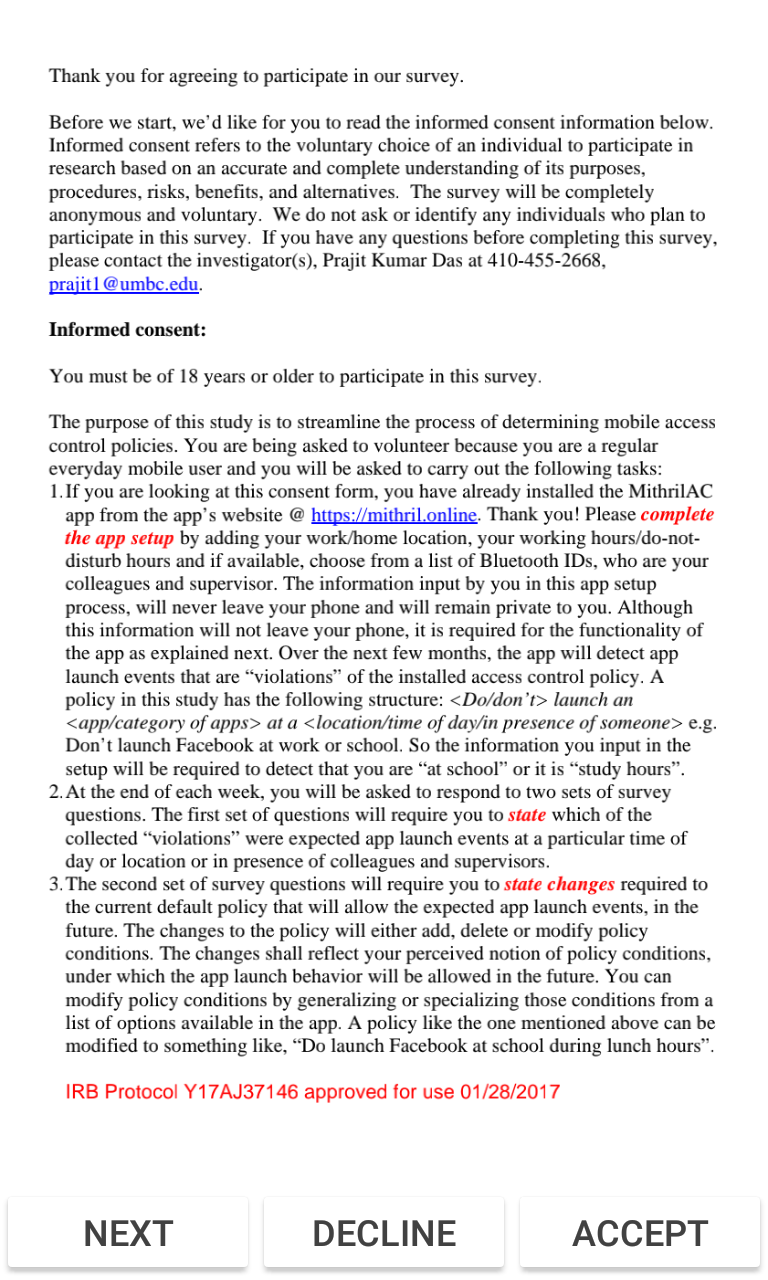 Thank you for agreeing to participate in our survey.
Before we start, we’d like for you to read the informed consent information below.
Informed consent refers to the voluntary choice of an individual to participate in
research based on an accurate and complete understanding of its purposes,
procedures, risks, benefits, and alternatives.  The survey will be completely
anonymous and voluntary.  We do not ask or identify any individuals who plan to
participate in this survey.  If you have any questions before completing this survey,
please contact the investigator(s), Prajit Kumar Das at 410-455-2668,
prajit1@umbc.edu.
Informed consent:
You must be of 18 years or older to participate in this survey.
The purpose of this study is to streamline the process of determining mobile access
control policies. You are being asked to volunteer because you are a regular
everyday mobile user and you will be asked to carry out the following tasks:
1. If you are looking at this consent form, you have already installed the MithrilAC
app from the app’s website @ https://mithril.online. Thank you! Please complete
the app setup by adding your work/home location, your working hours/do-not-
disturb hours and if available, choose from a list of Bluetooth IDs, who are your
colleagues and supervisor. The information input by you in this app setup
process, will never leave your phone and will remain private to you. Although
this information will not leave your phone, it is required for the functionality of
the app as explained next. Over the next few months, the app will detect app
launch events that are “violations” of the installed access control policy. A
policy in this study has the following structure: <Do/don’t> launch an
<app/category of apps> at a <location/time of day/in presence of someone> e.g.
Don’t launch Facebook at work or school. So the information you input in the
setup will be required to detect that you are “at school” or it is “study hours”.
2. At the end of each week, you will be asked to respond to two sets of survey
questions. The first set of questions will require you to state which of the
collected “violations” were expected app launch events at a particular time of
day or location or in presence of colleagues and supervisors.
3. The second set of survey questions will require you to state changes required to
the current default policy that will allow the expected app launch events, in the
future. The changes to the policy will either add, delete or modify policy
conditions. The changes shall reflect your perceived notion of policy conditions,
under which the app launch behavior will be allowed in the future. You can
modify policy conditions by generalizing or specializing those conditions from a
list of options available in the app. A policy like the one mentioned above can be
modified to something like, “Do launch Facebook at school during lunch hours”.
IRB Protocol Y17AJ37146 approved for use 01/28/2017
NEXT
DECLINE
ACCEPT